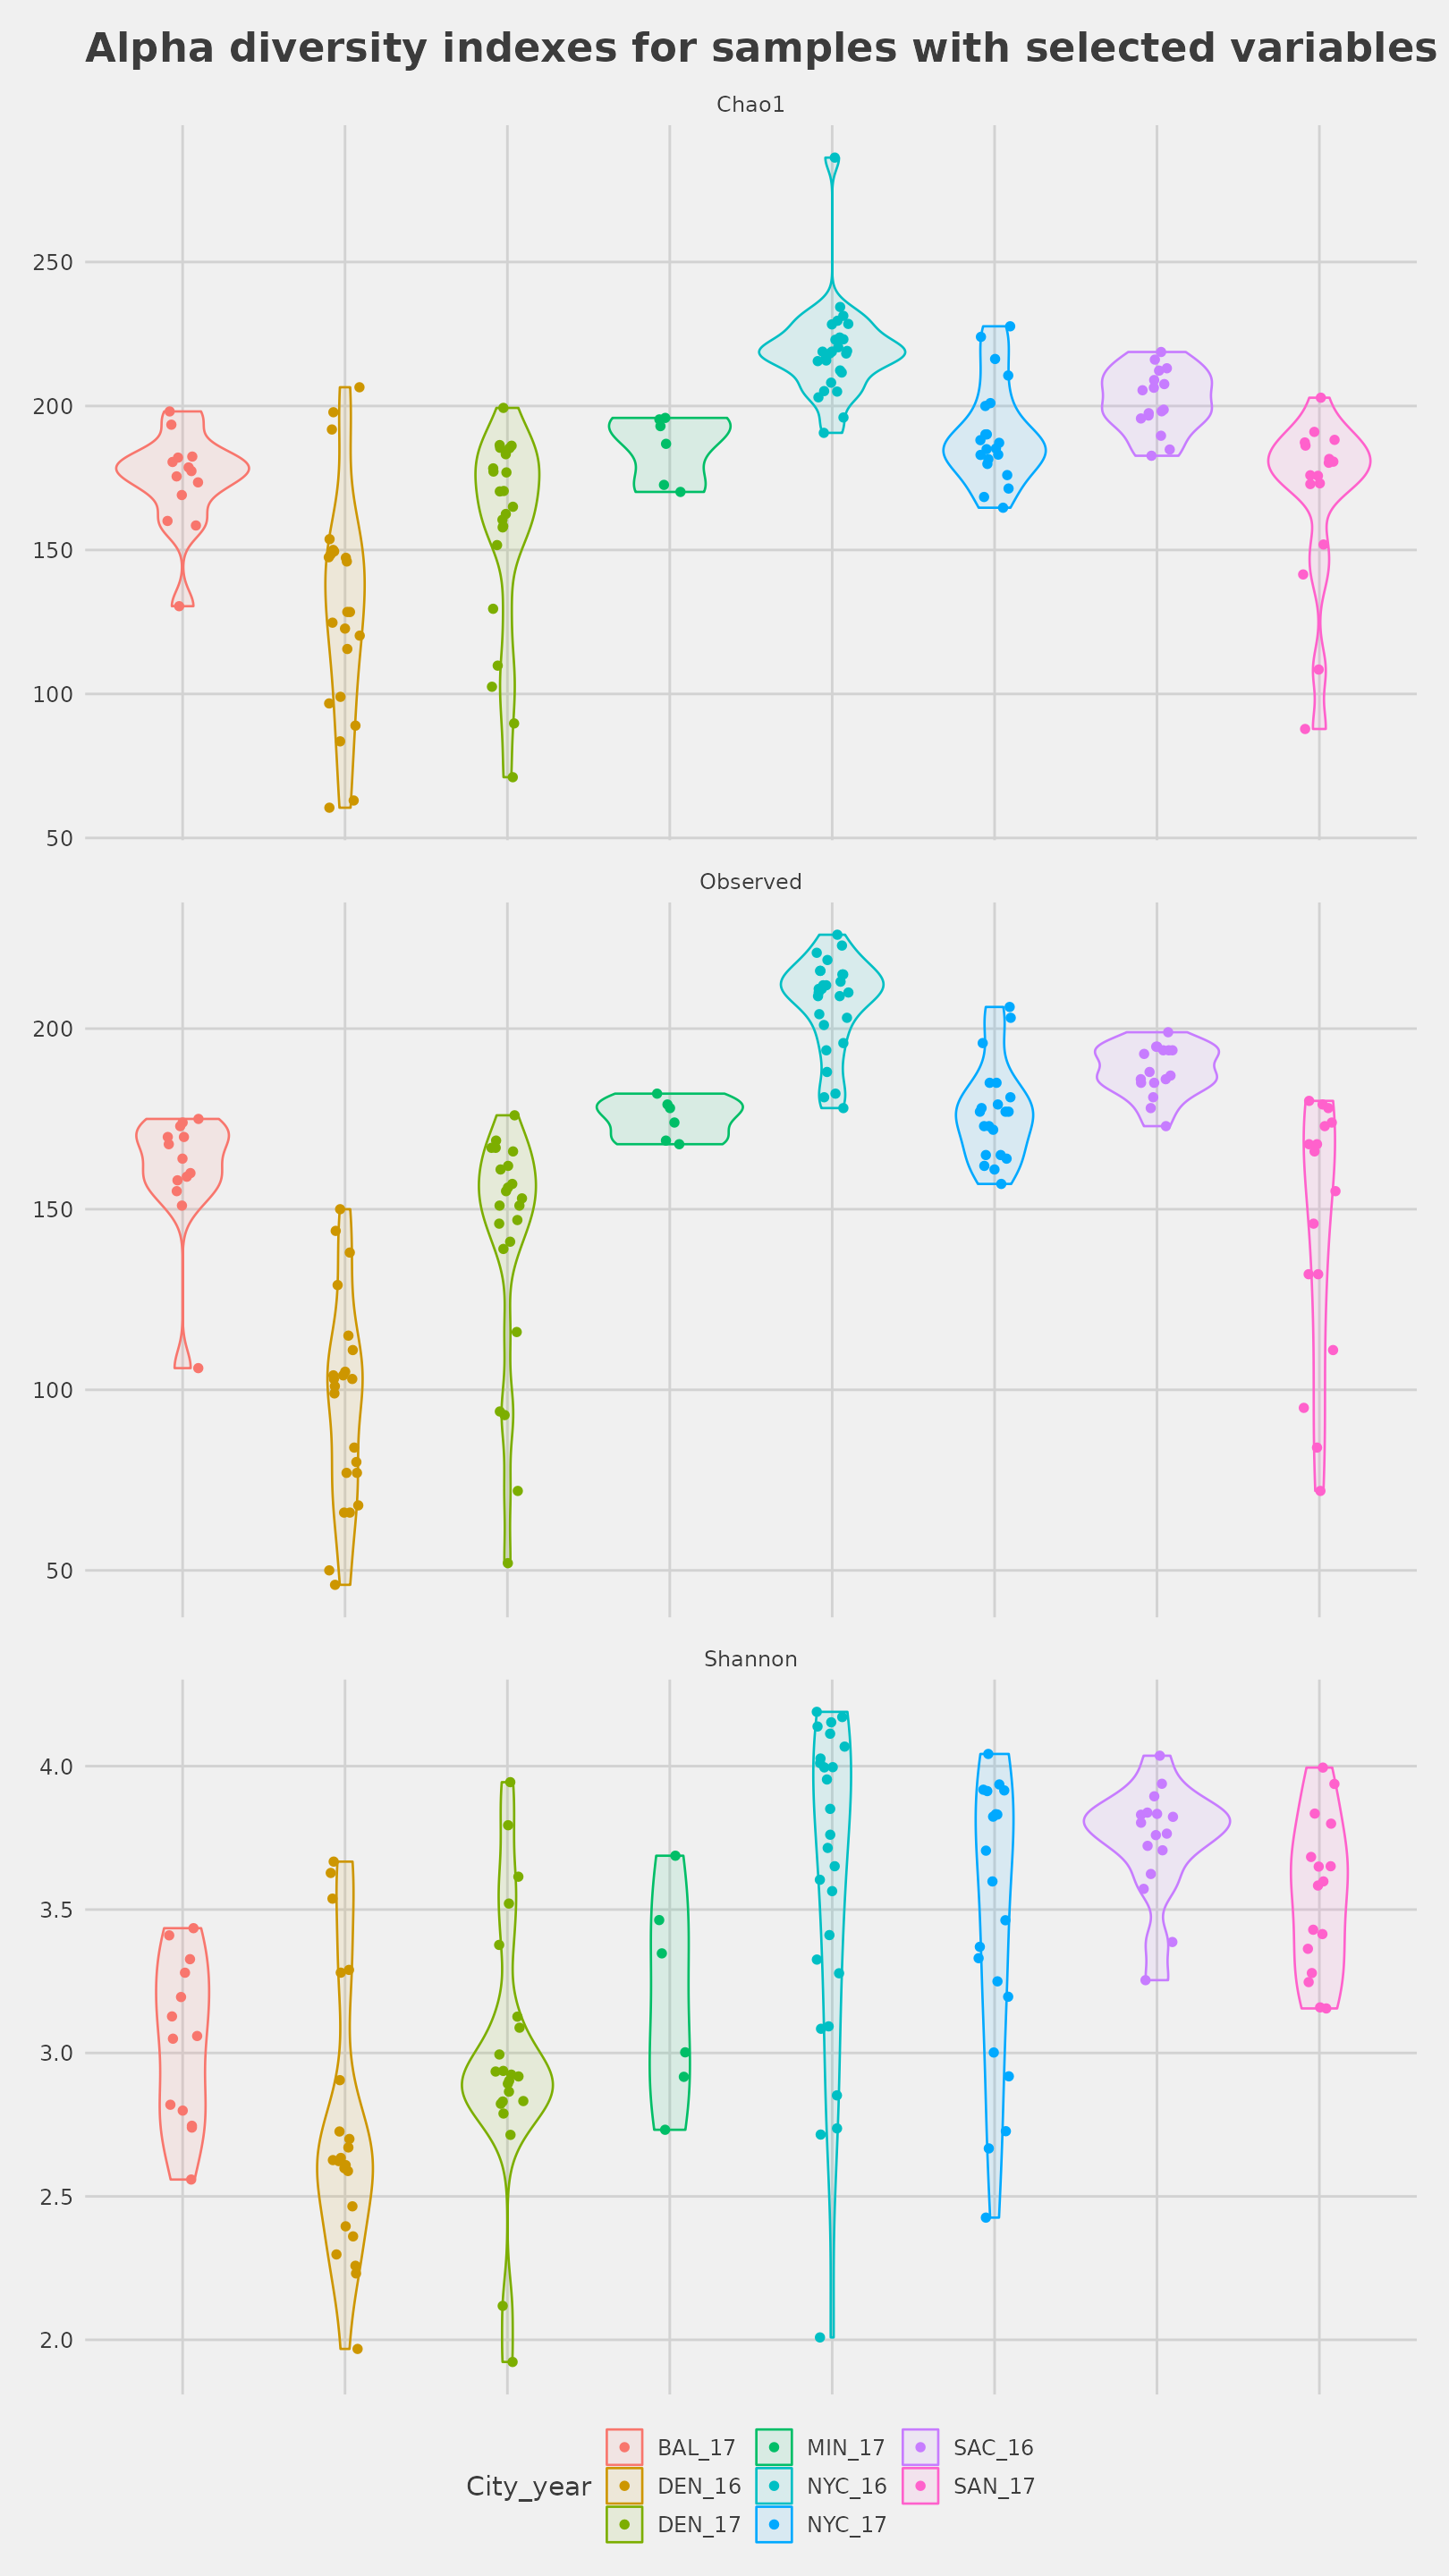 Alpha diversity indexes for samples with selected variables
Chao1
250
200
150
100
50
Observed
200
150
100
50
Shannon
4.0
3.5
3.0
2.5
2.0
City_year
BAL_17
DEN_16
DEN_17
MIN_17
NYC_16
NYC_17
SAC_16
SAN_17